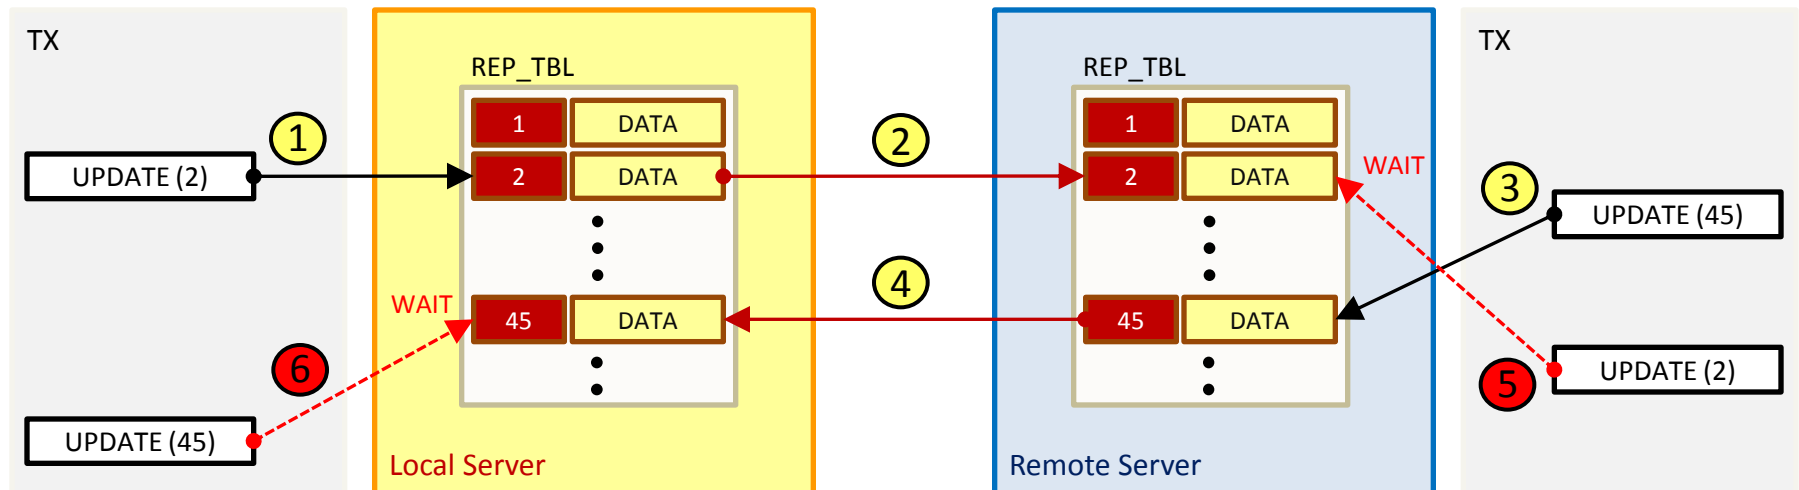 TX
UPDATE (2)
1
UPDATE (45)
6
REP_TBL
1 DATA
2 DATA
WAIT
45 DATA
Local Server
2
4
REP_TBL
1 DATA
2 DATA
WAIT
45 DATA
Remote Server
TX
3
UPDATE (45)
5
UPDATE (2)